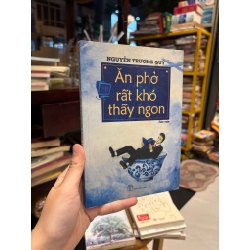 NGUYỄN TRƯƠNG QUÝ
Ăn phở
rất khó
thấy ngon